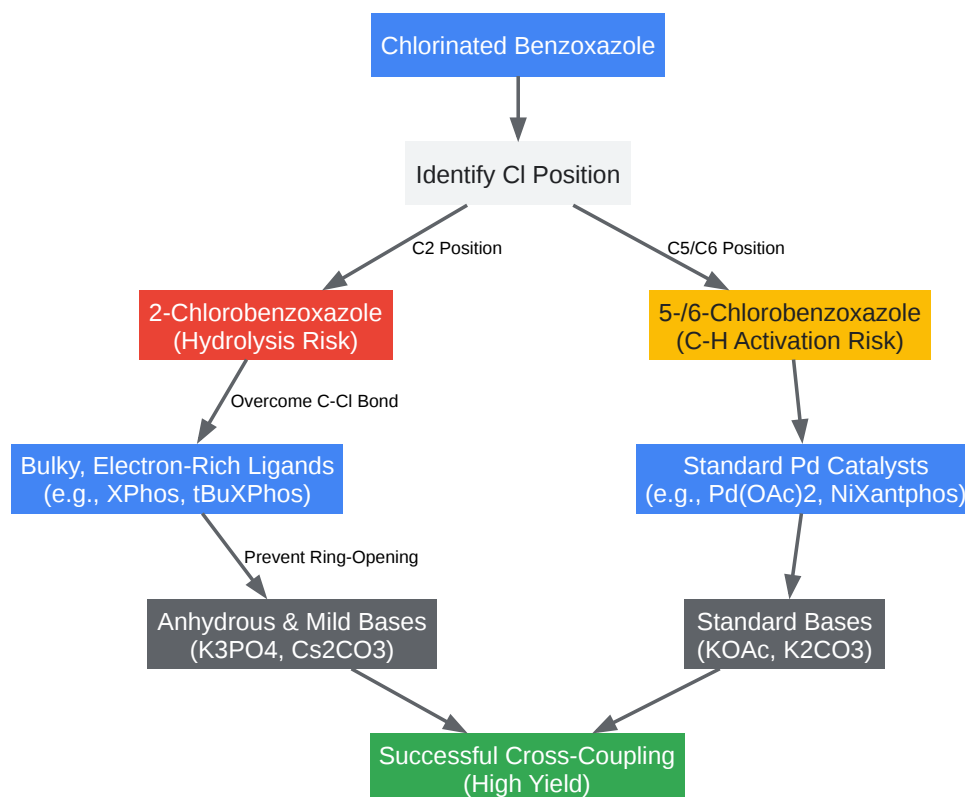 Chlorinated Benzoxazole
Identify Cl Position
C2 Position
C5/C6 Position
2-Chlorobenzoxazole
(Hydrolysis Risk)
5-/6-Chlorobenzoxazole
(C-H Activation Risk)
Overcome C-Cl Bond
Bulky, Electron-Rich Ligands
(e.g., XPhos, tBuXPhos)
Standard Pd Catalysts
(e.g., Pd(OAc)2, NiXantphos)
Prevent Ring-Opening
Anhydrous & Mild Bases
(K3PO4, Cs2CO3)
Standard Bases
(KOAc, K2CO3)
Successful Cross-Coupling
(High Yield)